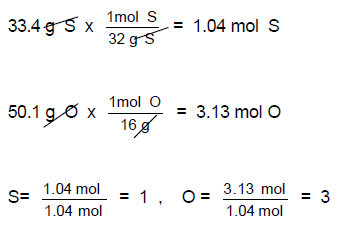 33.4 g S x 1mol S / 32 g S = 1.04 mol S
50.1 g O x 1mol O / 16 g = 3.13 mol O
S= 1.04 mol / 1.04 mol = 1 , O = 3.13 mol / 1.04 mol = 3